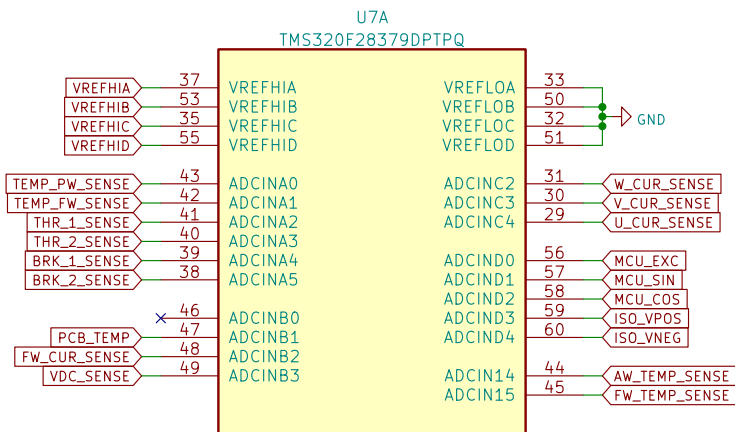 U7A
TMS320F28379DPTPQ
VREFHIA 37 VREFHIA VREFLOA 33
VREFHIB 53 VREFHIB VREFLOB 50
VREFHIC 35 VREFHIC VREFLOC 32 GND
VREFHID 55 VREFHID VREFLOD 51
TEMP_PW_SENSE 43 ADCINA0 ADCINC2 31 W_CUR_SENSE
TEMP_FW_SENSE 42 ADCINA1 ADCINC3 30 V_CUR_SENSE
THR_1_SENSE 41 ADCINA2 ADCINC4 29 U_CUR_SENSE
THR_2_SENSE 40 ADCINA3
BRK_1_SENSE 39 ADCINA4 ADCIND0 56 MCU_EXC
BRK_2_SENSE 38 ADCINA5 ADCIND1 57 MCU_SIN
ADCIND2 58 MCU_COS
46 ADCINB0 ADCIND3 59 ISO_VPOS
PCB_TEMP 47 ADCINB1 ADCIND4 60 ISO_VNEG
FW_CUR_SENSE 48 ADCINB2
VDC_SENSE 49 ADCINB3 ADCIN14 44 AW_TEMP_SENSE
ADCIN15 45 FW_TEMP_SENSE